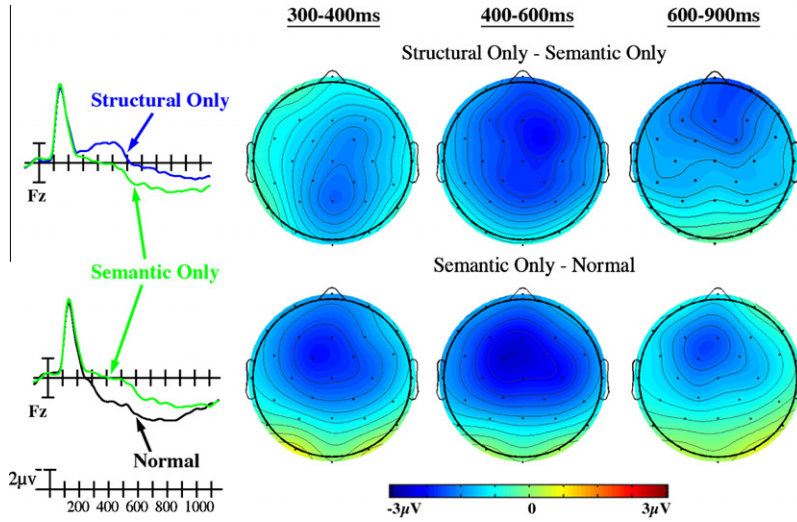 300-400ms 400-600ms 600-900ms
Structural Only - Semantic Only
Structural Only
Fz
Semantic Only
Semantic Only - Normal
Fz
Normal
2μv
200 400 600 800 1000
-3μV 0 3μV